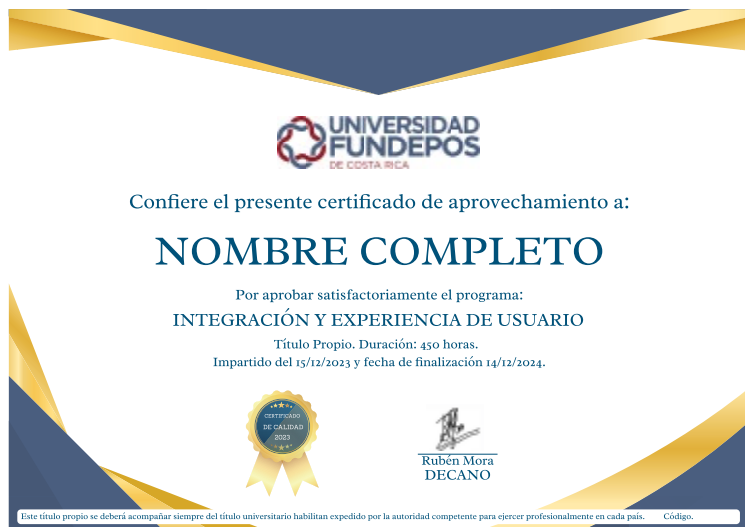 UNIVERSIDAD
FUNDEPOS
DE COSTA RICA
Confiere el presente certificado de aprovechamiento a:
NOMBRE COMPLETO
Por aprobar satisfactoriamente el programa:
INTEGRACIÓN Y EXPERIENCIA DE USUARIO
Título Propio. Duración: 450 horas.
Impartido del 15/12/2023 y fecha de finalización 14/12/2024.
CERTIFICADO
DE CALIDAD
2023
Rubén Mora
DECANO
Este título propio se deberá acompañar siempre del título universitario habilitan expedido por la autoridad competente para ejercer profesionalmente en cada país. Código.